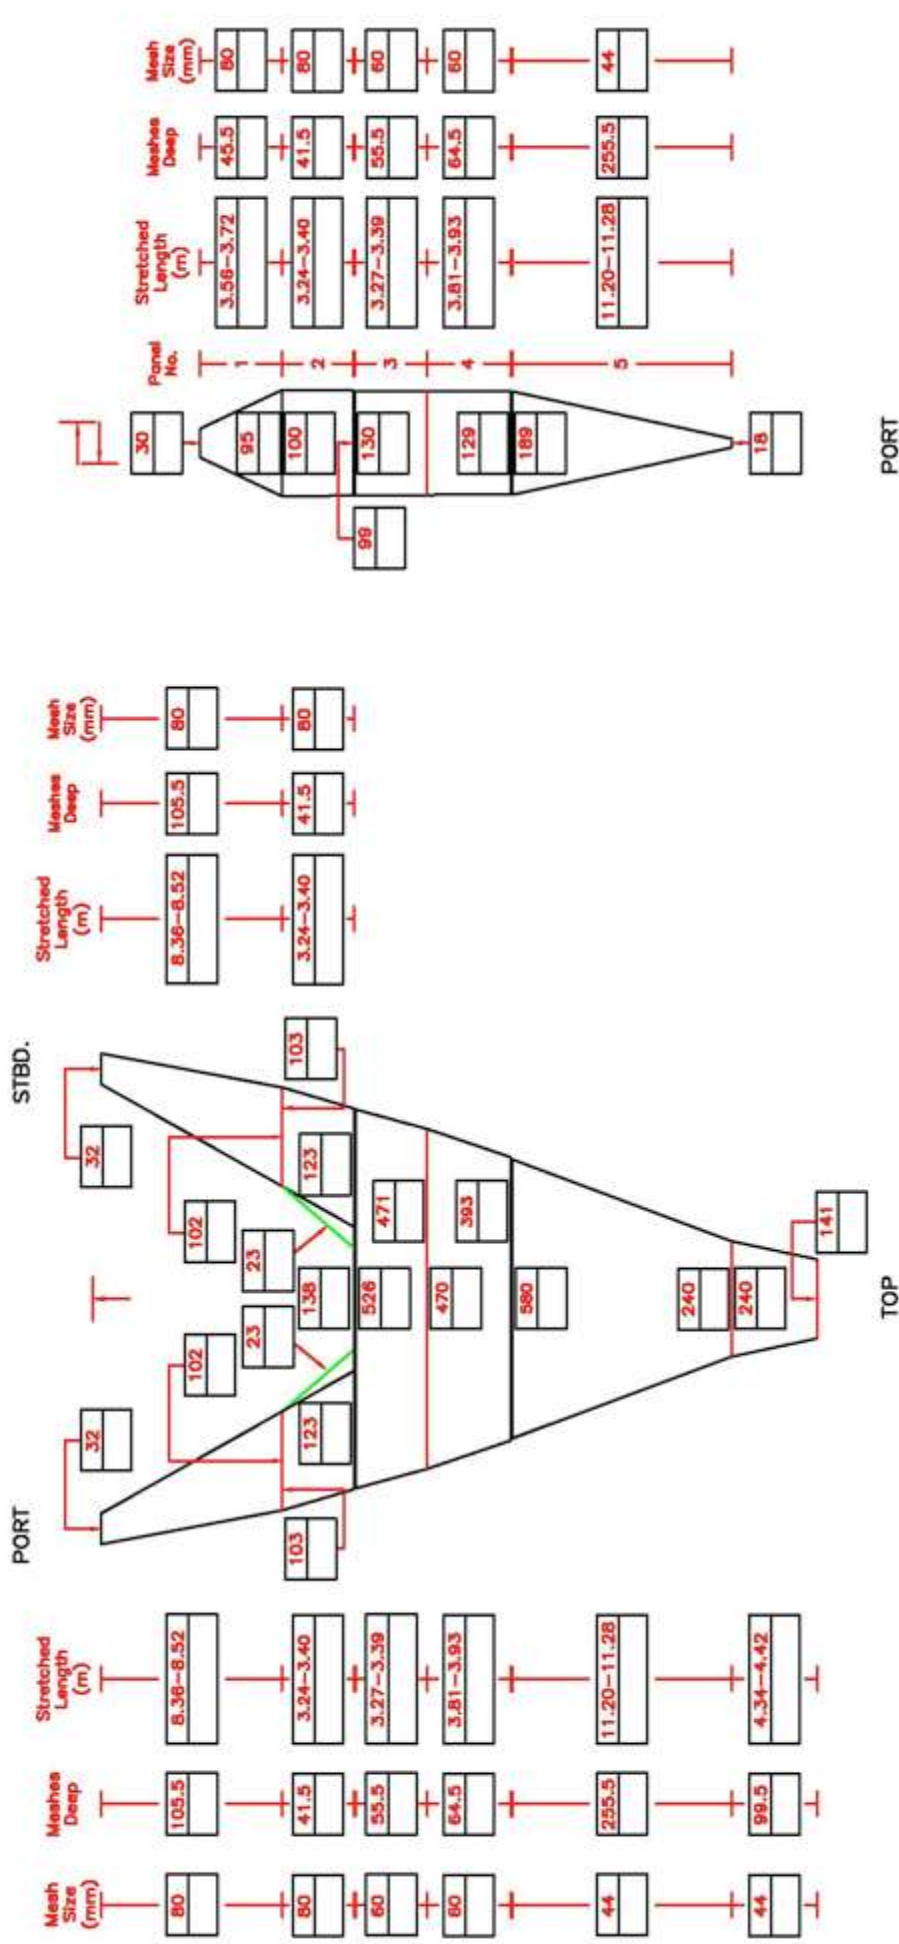 PORT
STBD.
Mesh
Size
(mm)
80
80
60
60
44
44
Meshes
Deep
105.5
41.5
55.5
64.5
255.5
99.5
Stretched
Length
(m)
8.36–8.52
3.24–3.40
3.27–3.39
3.81–3.93
11.20–11.28
4.34–4.42
32
32
102
102
23
23
103
103
123
138
123
526
471
470
393
580
240
240
141
TOP
Stretched
Length
(m)
8.36–8.52
3.24–3.40
Meshes
Deep
105.5
41.5
Mesh
Size
(mm)
80
80
30
95
100
99
130
129
189
18
PORT
Panel
No.
1
2
3
4
5
Stretched
Length
(m)
3.56–3.72
3.24–3.40
3.27–3.39
3.81–3.93
11.20–11.28
Meshes
Deep
45.5
41.5
55.5
64.5
255.5
Mesh
Size
(mm)
80
80
60
60
44